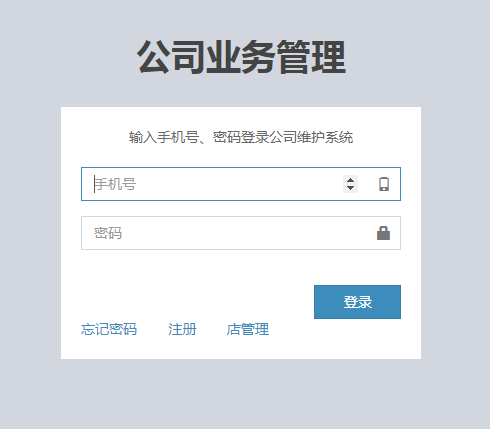 公司业务管理
输入手机号、密码登录公司维护系统
手机号
密码
登录
忘记密码 注册 店管理